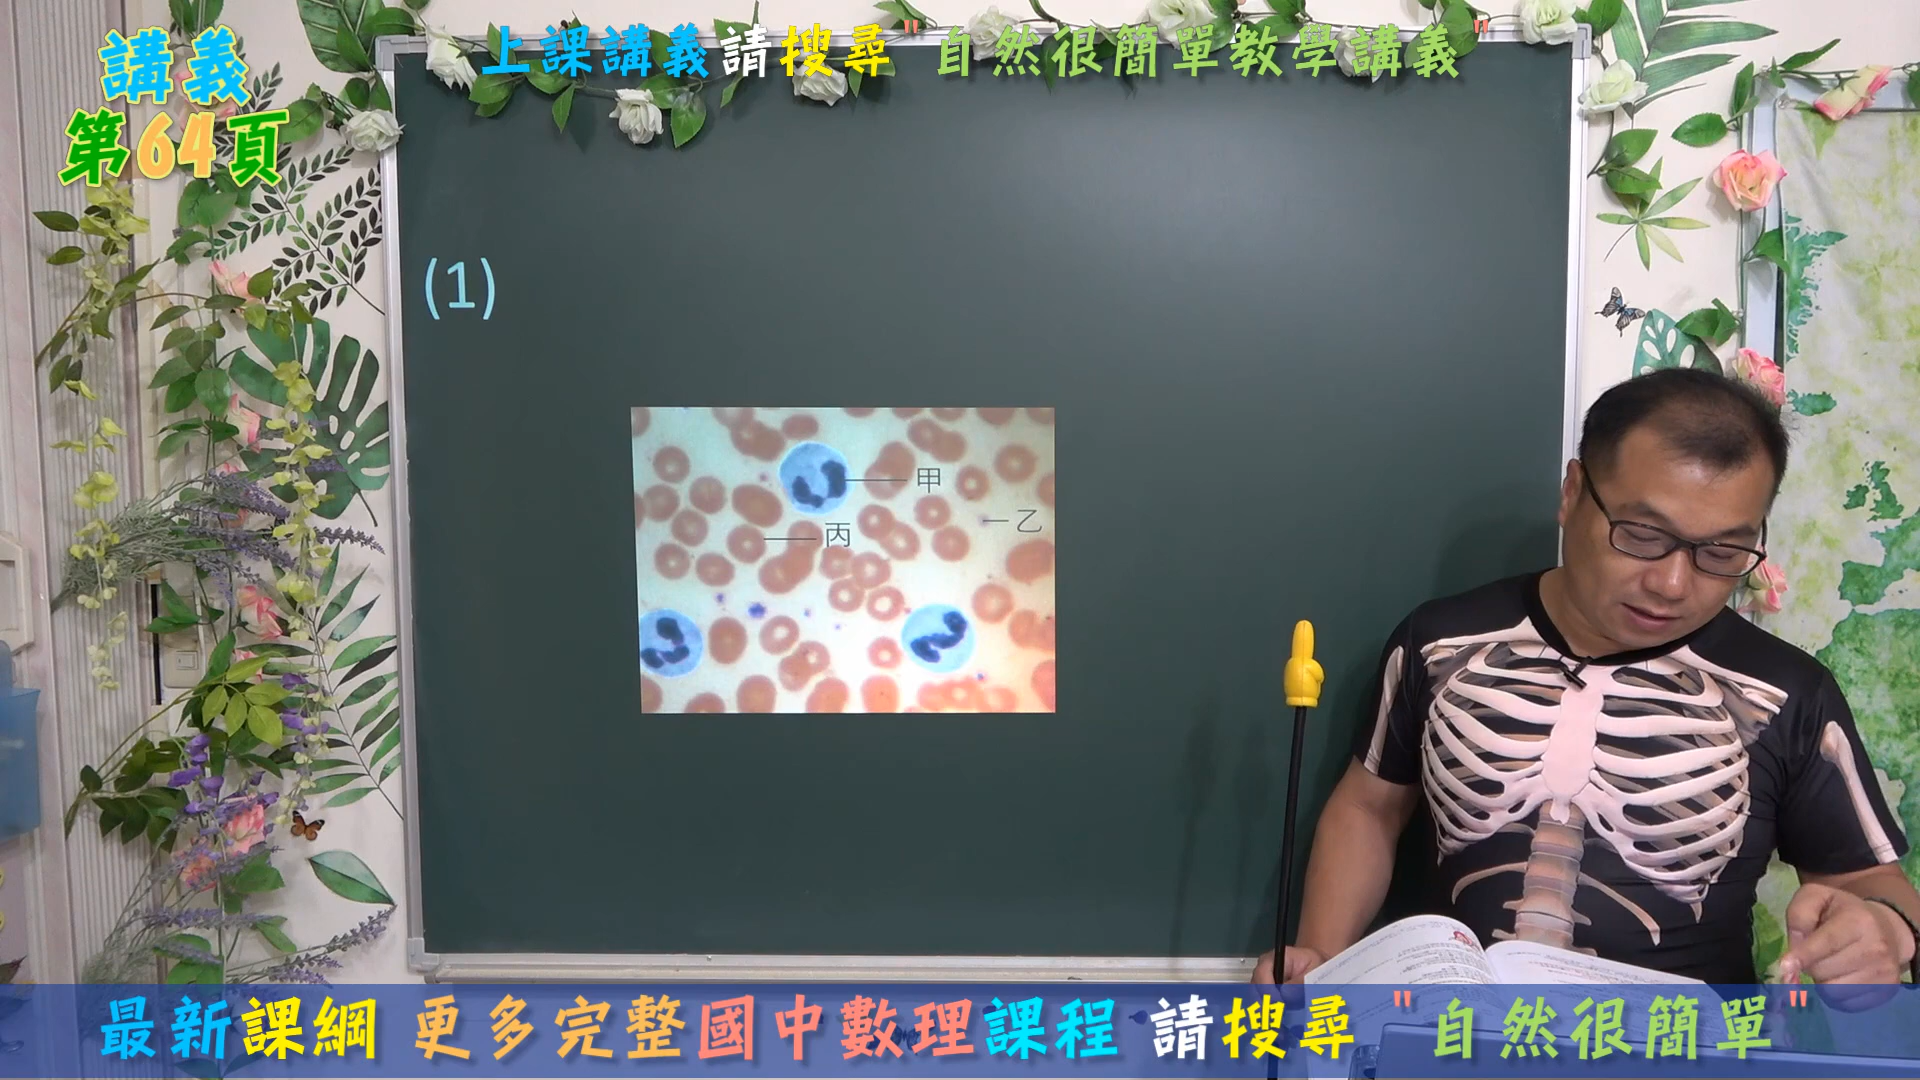 上課講義請搜尋"自然很簡單教學講義"
講義
第64頁
(1)
甲
乙
丙
最新課綱 更多完整國中數理課程 請搜尋"自然很簡單"